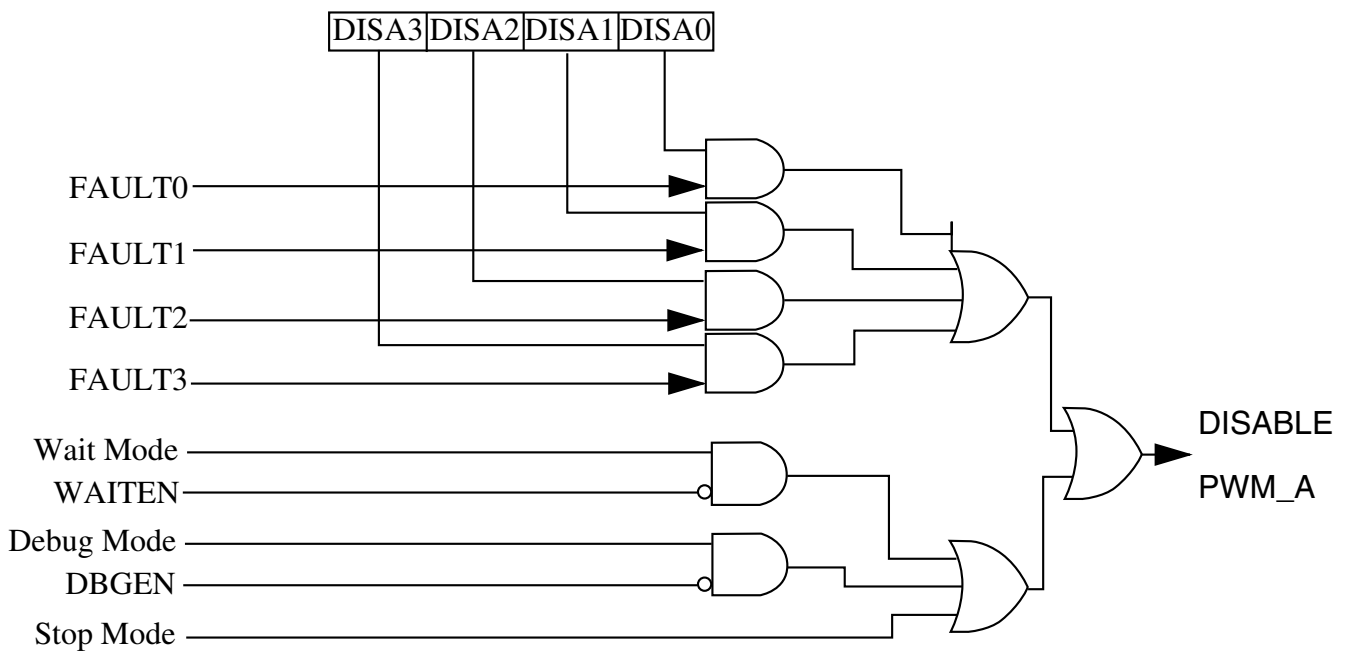 DISA3 DISA2 DISA1 DISA0
FAULT0
FAULT1
FAULT2
FAULT3
Wait Mode
WAITEN
Debug Mode
DBGEN
Stop Mode
DISABLE
PWM_A